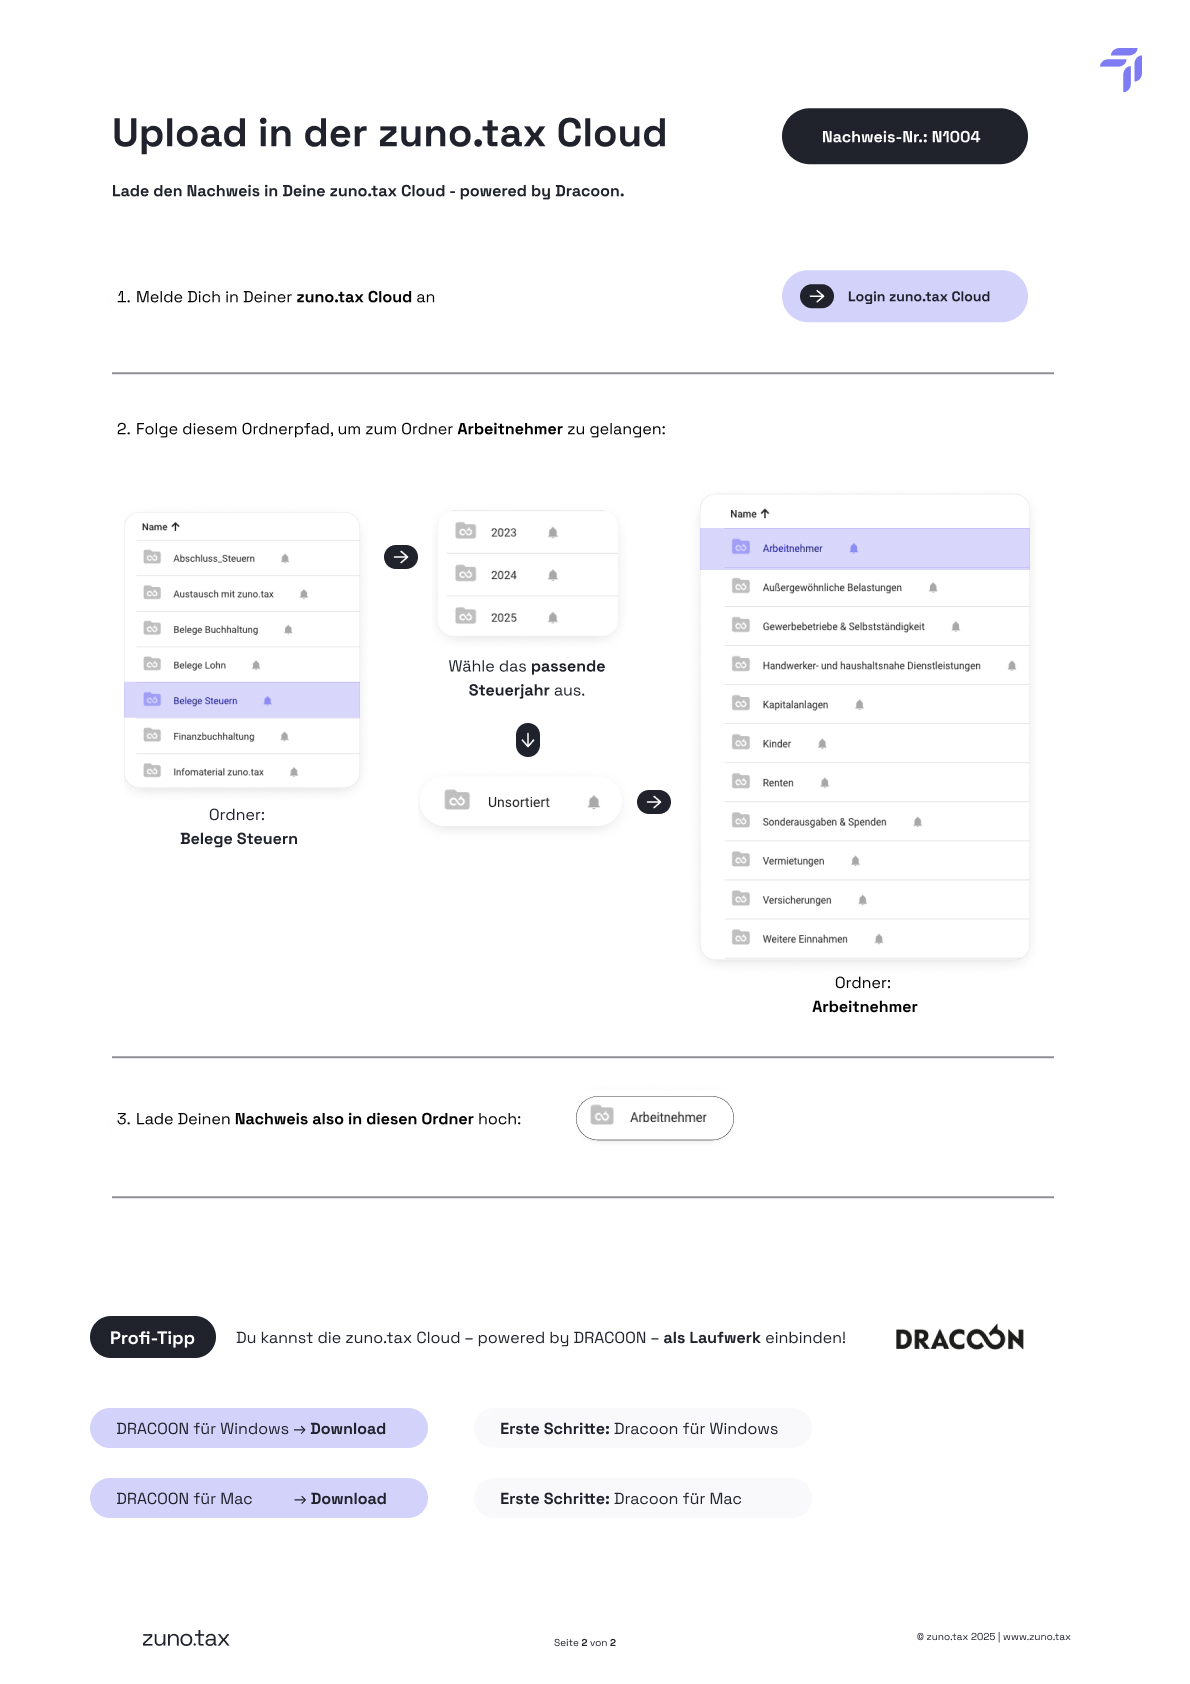 Upload in der zuno.tax Cloud
Nachweis-Nr.: N1004
Lade den Nachweis in Deine zuno.tax Cloud - powered by Dracoon.
1. Melde Dich in Deiner zuno.tax Cloud an
Login zuno.tax Cloud
2. Folge diesem Ordnerpfad, um zum Ordner Arbeitnehmer zu gelangen:
Name ↑
Abschluss_Steuern
Austausch mit zuno.tax
Belege Buchhaltung
Belege Lohn
Belege Steuern
Finanzbuchhaltung
Infomaterial zuno.tax
Ordner:
Belege Steuern
2023
2024
2025
Wähle das passende
Steuerjahr aus.
Unsortiert
Name ↑
Arbeitnehmer
Außergewöhnliche Belastungen
Gewerbebetriebe & Selbstständigkeit
Handwerker- und haushaltsnahe Dienstleistungen
Kapitalanlagen
Kinder
Renten
Sonderausgaben & Spenden
Vermietungen
Versicherungen
Weitere Einnahmen
Ordner:
Arbeitnehmer
3. Lade Deinen Nachweis also in diesen Ordner hoch:
Arbeitnehmer
Profi-Tipp
Du kannst die zuno.tax Cloud – powered by DRACOON – als Laufwerk einbinden!
DRACOON
DRACOON für Windows → Download
Erste Schritte: Dracoon für Windows
DRACOON für Mac → Download
Erste Schritte: Dracoon für Mac
zuno.tax
Seite 2 von 2
© zuno.tax 2025 | www.zuno.tax